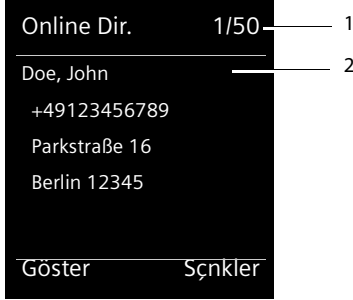 Online Dir. 1/50 1
Doe, John 2
+49123456789
Parkstraße 16
Berlin 12345
Göster Sçnkler